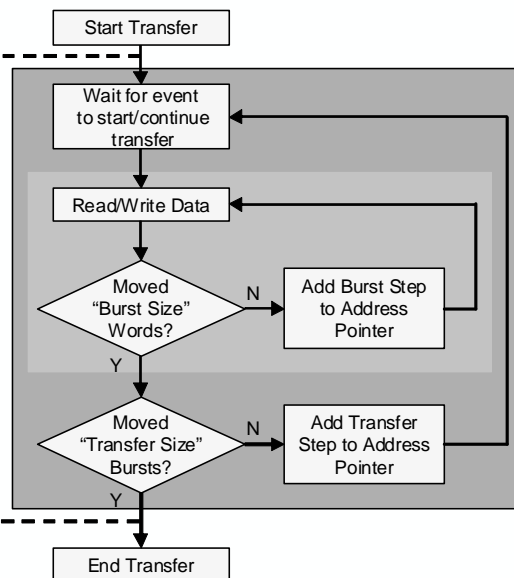 Start Transfer
Wait for event
to start/continue
transfer
Read/Write Data
Moved
“Burst Size”
Words?
N
Add Burst Step
to Address
Pointer
Y
Moved
“Transfer Size”
Bursts?
N
Add Transfer
Step to Address
Pointer
Y
End Transfer